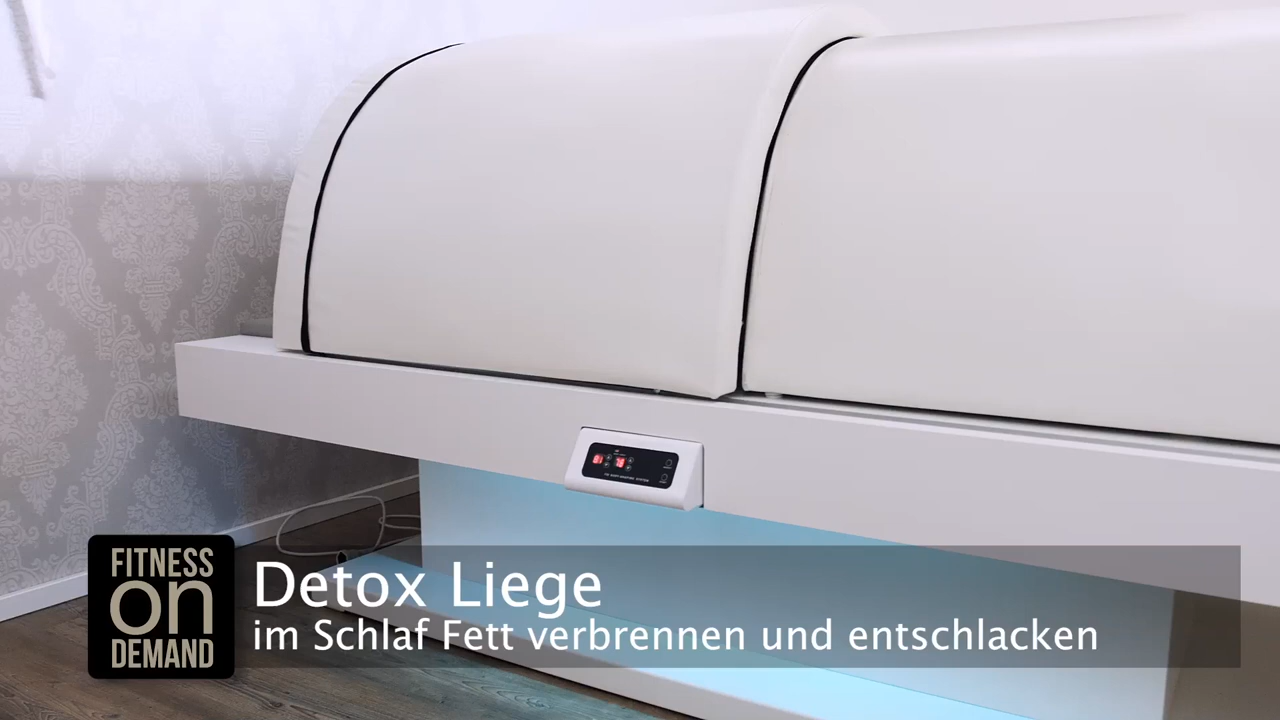 FITNESS
on
DEMAND
Detox Liege
im Schlaf Fett verbrennen und entschlacken